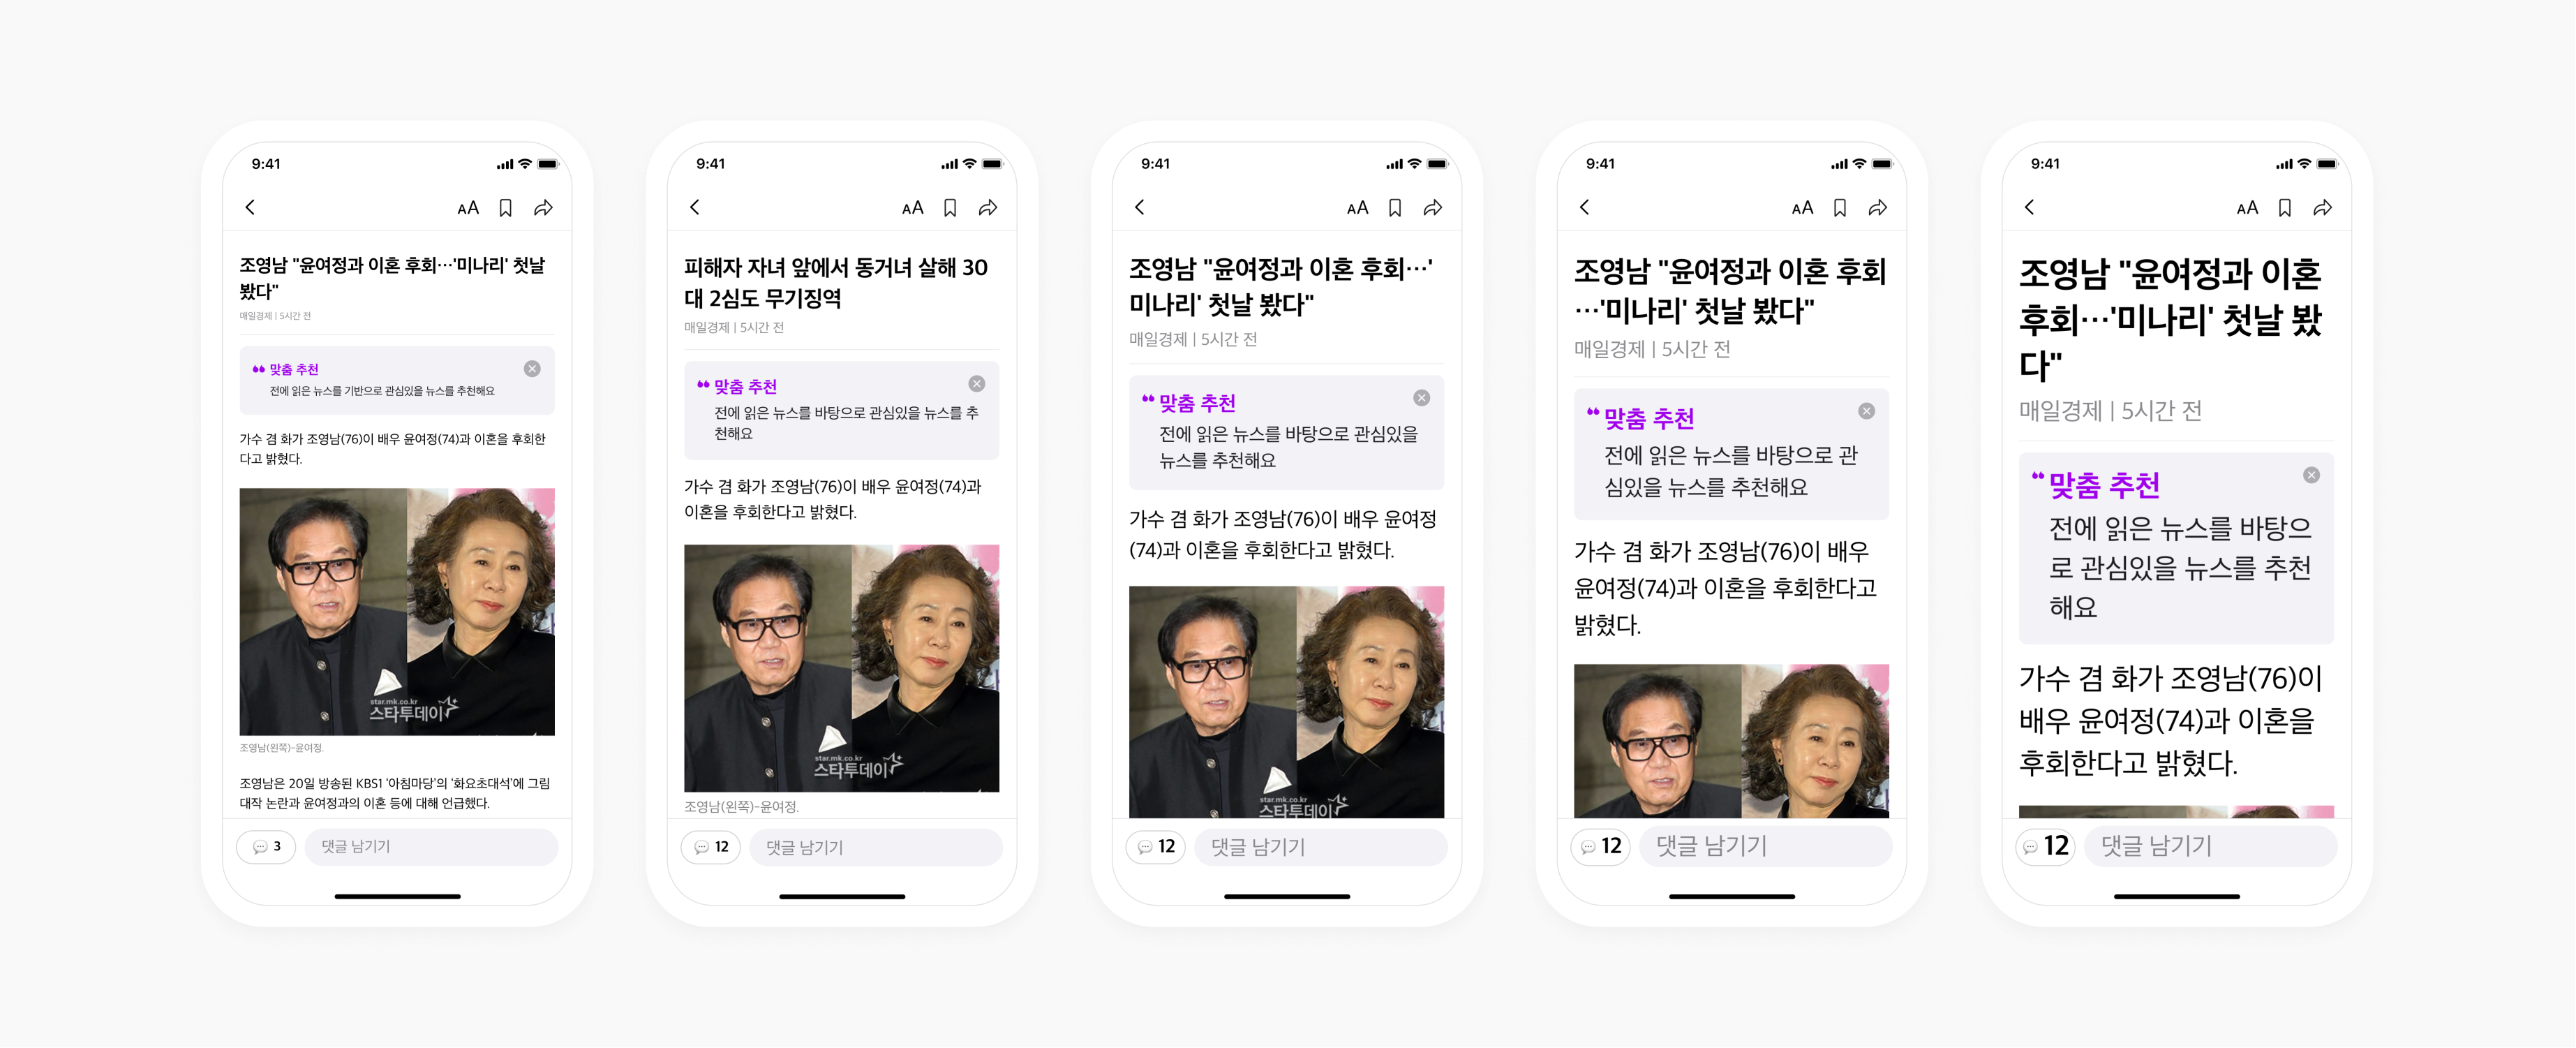 9:41
AA
조영남 "윤여정과 이혼 후회…'미나리' 첫날
봤다"
매일경제 | 5시간 전
맞춤 추천
전에 읽은 뉴스를 기반으로 관심있을 뉴스를 추천해요
가수 겸 화가 조영남(76)이 배우 윤여정(74)과 이혼을 후회한
다고 밝혔다.
star.mk.co.kr
스타투데이
조영남(왼쪽)-윤여정.
조영남은 20일 방송된 KBS1 '아침마당'의 '화요초대석'에 그림
대작 논란과 윤여정과의 이혼 등에 대해 언급했다.
3
댓글 남기기
9:41
AA
피해자 자녀 앞에서 동거녀 살해 30
대 2심도 무기징역
매일경제 | 5시간 전
맞춤 추천
전에 읽은 뉴스를 바탕으로 관심있을 뉴스를 추
천해요
가수 겸 화가 조영남(76)이 배우 윤여정(74)과
이혼을 후회한다고 밝혔다.
star.mk.co.kr
스타투데이
조영남(왼쪽)-윤여정.
12
댓글 남기기
9:41
AA
조영남 "윤여정과 이혼 후회…'
미나리' 첫날 봤다"
매일경제 | 5시간 전
맞춤 추천
전에 읽은 뉴스를 바탕으로 관심있을
뉴스를 추천해요
가수 겸 화가 조영남(76)이 배우 윤여정
(74)과 이혼을 후회한다고 밝혔다.
star.mk.co.kr
스타투데이
12
댓글 남기기
9:41
AA
조영남 "윤여정과 이혼 후회
…'미나리' 첫날 봤다"
매일경제 | 5시간 전
맞춤 추천
전에 읽은 뉴스를 바탕으로 관
심있을 뉴스를 추천해요
가수 겸 화가 조영남(76)이 배우
윤여정(74)과 이혼을 후회한다고
밝혔다.
12
댓글 남기기
9:41
AA
조영남 "윤여정과 이혼
후회…'미나리' 첫날 봤
다"
매일경제 | 5시간 전
맞춤 추천
전에 읽은 뉴스를 바탕으
로 관심있을 뉴스를 추천
해요
가수 겸 화가 조영남(76)이
배우 윤여정(74)과 이혼을
후회한다고 밝혔다.
12
댓글 남기기